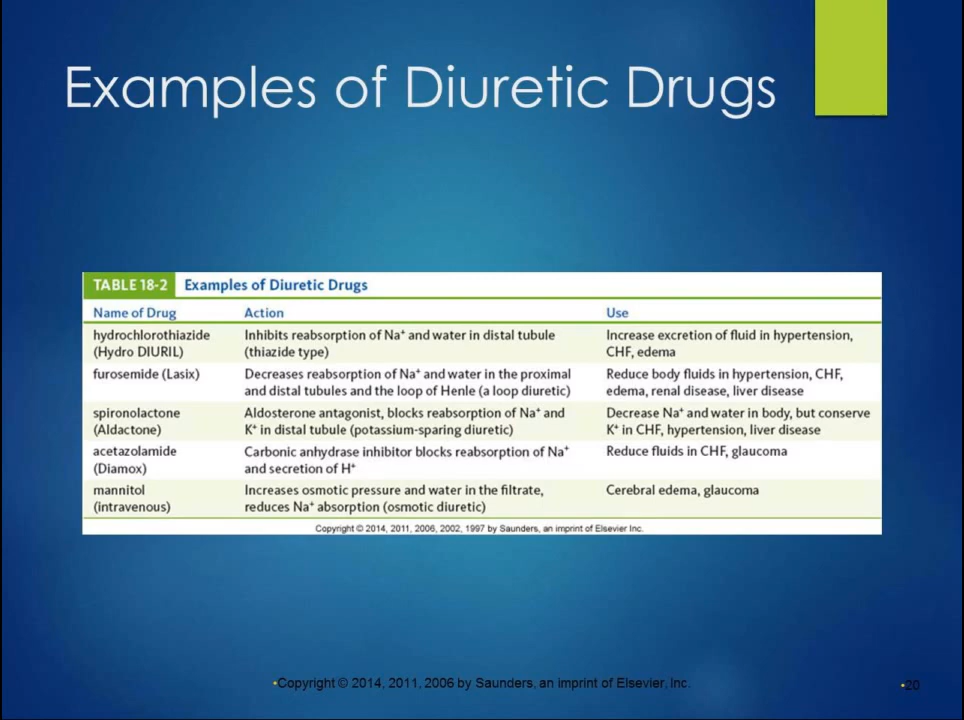 Examples of Diuretic Drugs
TABLE 18-2 Examples of Diuretic Drugs
Name of Drug Action Use
hydrochlorothiazide Inhibits reabsorption of Na⁺ and water in distal tubule Increase excretion of fluid in hypertension,
(Hydro DIURIL) (thiazide type) CHF, edema
furosemide (Lasix) Decreases reabsorption of Na⁺ and water in the proximal Reduce body fluids in hypertension, CHF,
and distal tubules and the loop of Henle (a loop diuretic) edema, renal disease, liver disease
spironolactone Aldosterone antagonist, blocks reabsorption of Na⁺ and Decrease Na⁺ and water in body, but conserve
(Aldactone) K⁺ in distal tubule (potassium-sparing diuretic) K⁺ in CHF, hypertension, liver disease
acetazolamide Carbonic anhydrase inhibitor blocks reabsorption of Na⁺ Reduce fluids in CHF, glaucoma
(Diamox) and secretion of H⁺
mannitol Increases osmotic pressure and water in the filtrate, Cerebral edema, glaucoma
(intravenous) reduces Na⁺ absorption (osmotic diuretic)
Copyright © 2014, 2011, 2006, 2002, 1997 by Saunders, an imprint of Elsevier Inc.
•Copyright © 2014, 2011, 2006 by Saunders, an imprint of Elsevier, Inc.
•20